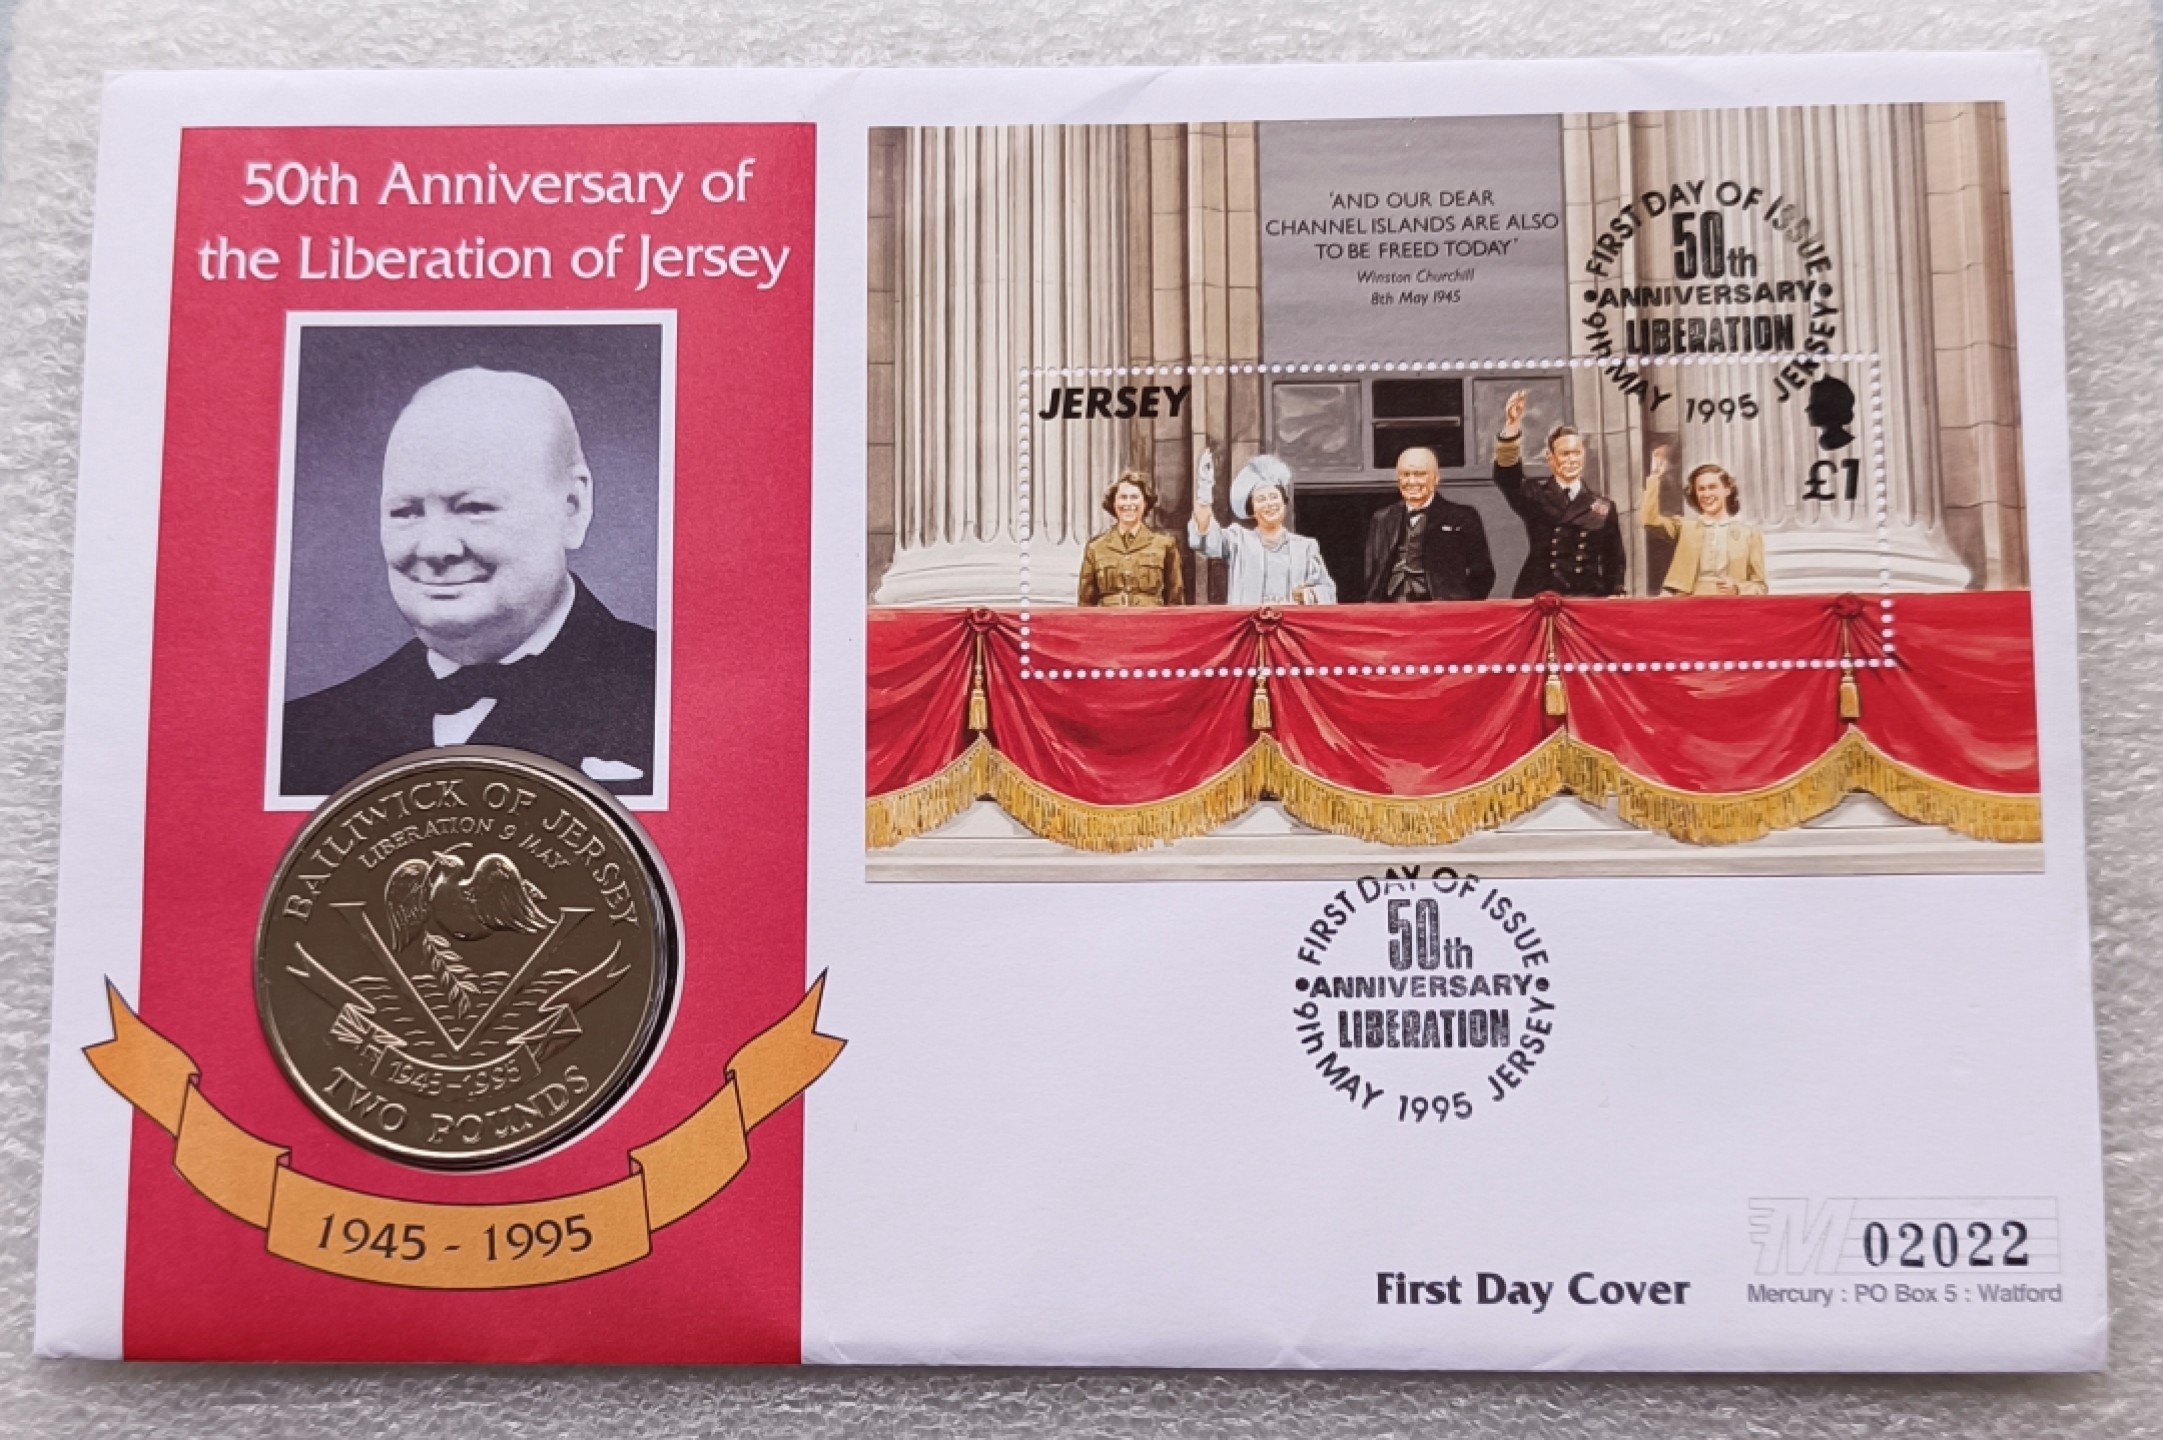 50th Anniversary of
the Liberation of Jersey
BAILIWICK OF JERSEY
LIBERATION 9 MAY
1945-1995
TWO POUNDS
1945 - 1995
'AND OUR DEAR
CHANNEL ISLANDS ARE ALSO
TO BE FREED TODAY'
Winston Churchill
8th May 1945
JERSEY
£1
FIRST DAY OF ISSUE
50th
•ANNIVERSARY•
LIBERATION
9th MAY 1995 JERSEY
FIRST DAY OF ISSUE
50th
•ANNIVERSARY•
LIBERATION
9th MAY 1995 JERSEY
First Day Cover
M 02022
Mercury : PO Box 5 : Watford